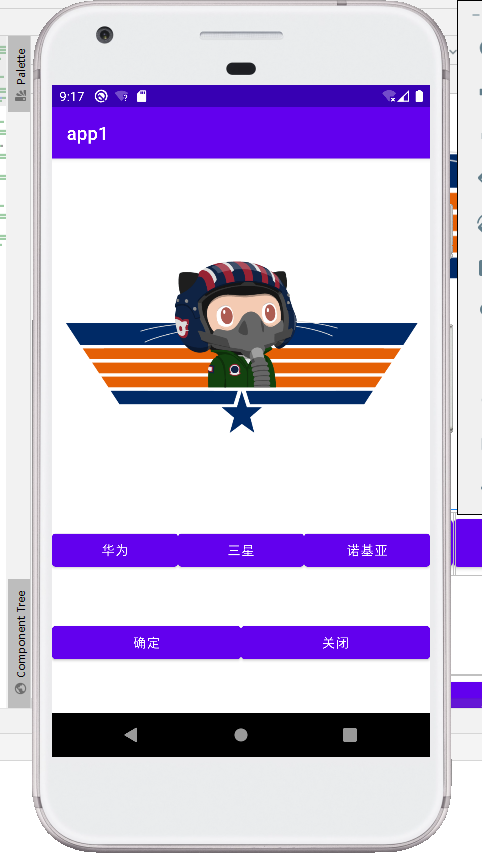 Palette
9:17
app1
华为 三星 诺基亚
Component Tree
确定 关闭